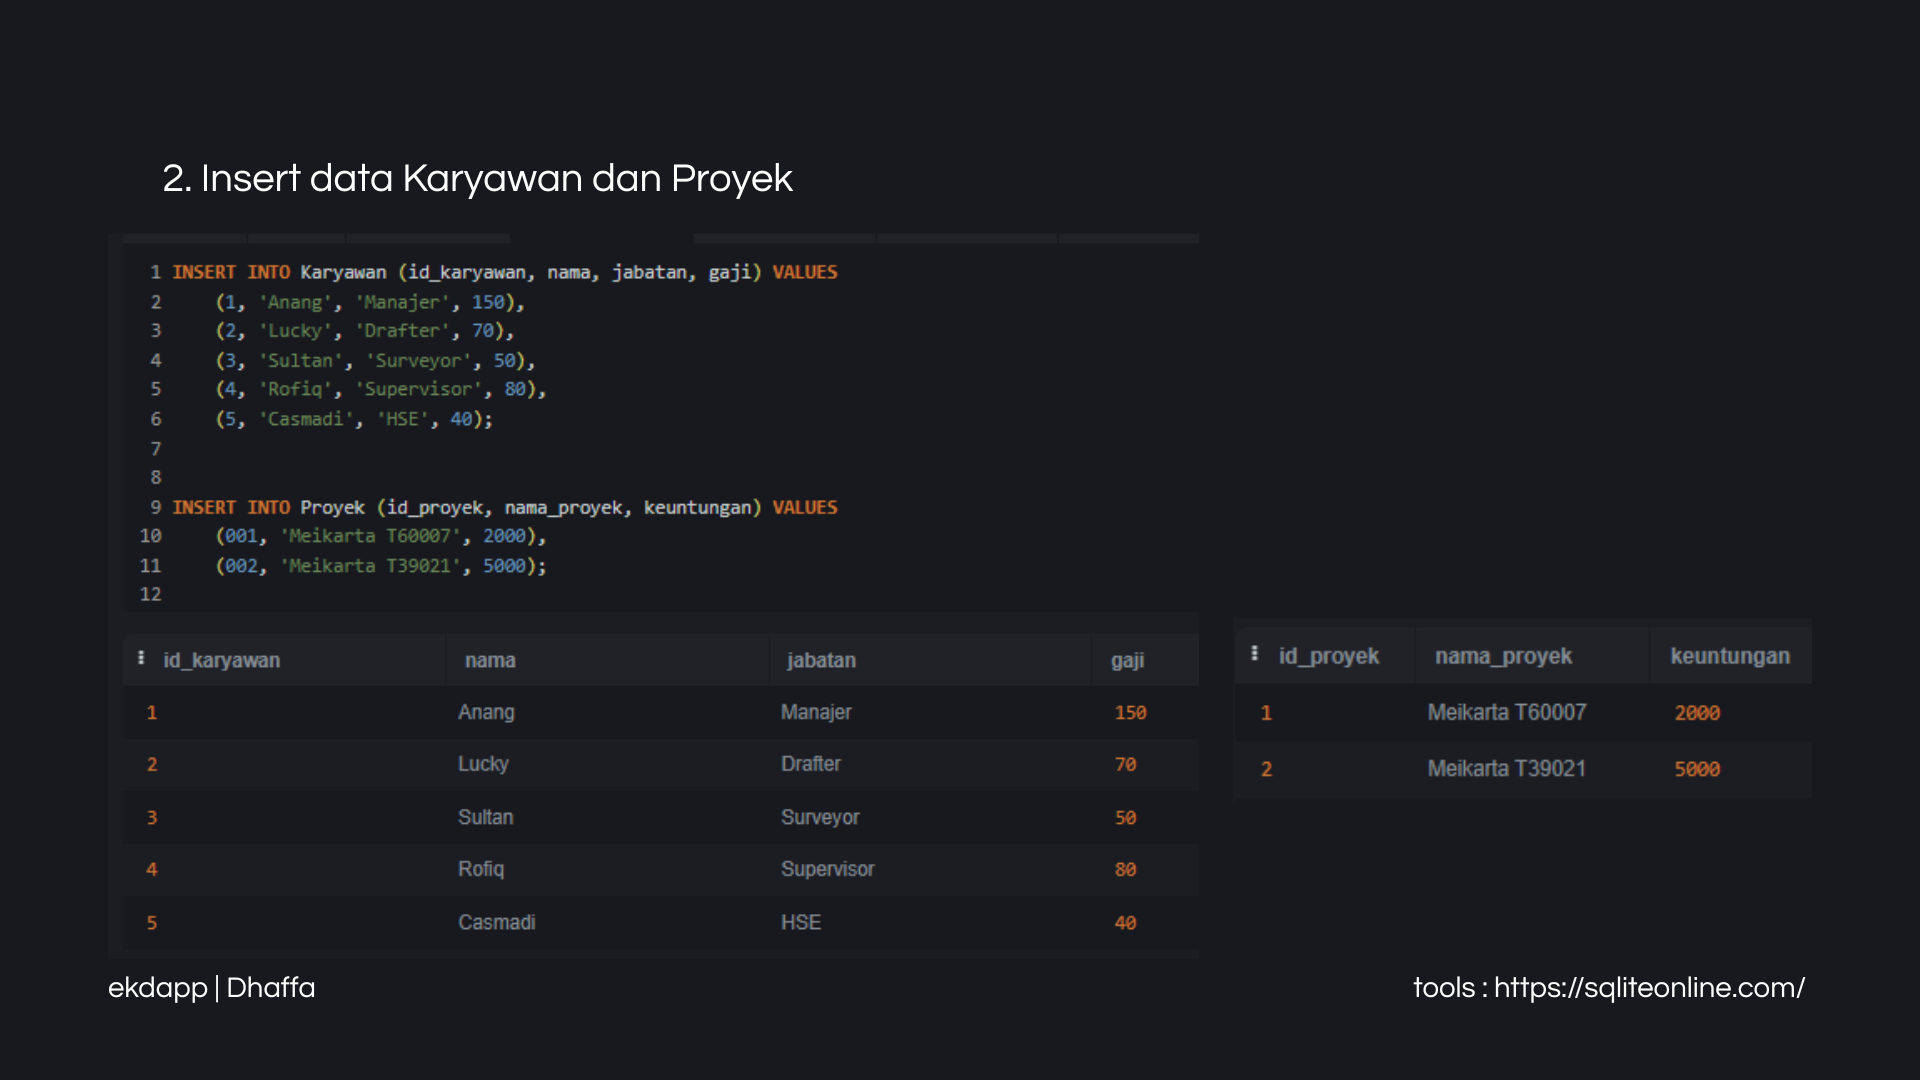 2. Insert data Karyawan dan Proyek
1 INSERT INTO Karyawan (id_karyawan, nama, jabatan, gaji) VALUES
2 (1, 'Anang', 'Manajer', 150),
3 (2, 'Lucky', 'Drafter', 70),
4 (3, 'Sultan', 'Surveyor', 50),
5 (4, 'Rofiq', 'Supervisor', 80),
6 (5, 'Casmadi', 'HSE', 40);
7
8
9 INSERT INTO Proyek (id_proyek, nama_proyek, keuntungan) VALUES
10 (001, 'Meikarta T60007', 2000),
11 (002, 'Meikarta T39021', 5000);
12
id_karyawan nama jabatan gaji
1 Anang Manajer 150
2 Lucky Drafter 70
3 Sultan Surveyor 50
4 Rofiq Supervisor 80
5 Casmadi HSE 40
id_proyek nama_proyek keuntungan
1 Meikarta T60007 2000
2 Meikarta T39021 5000
ekdapp | Dhaffa
tools : https://sqliteonline.com/